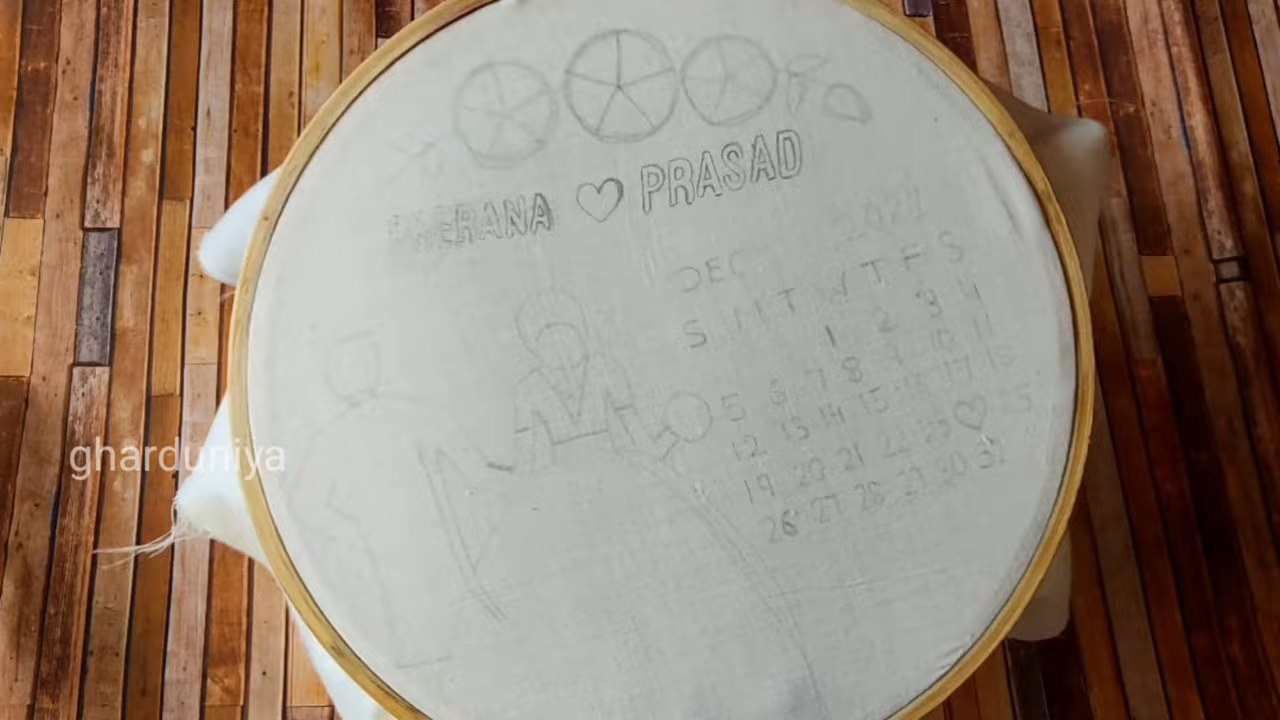 PRERANA ♡ PRASAD
DEC 2021
S M T W T F S
1 2 3 4
5 6 7 8 9 10 11
12 13 14 15 16 17 18
19 20 21 22 23 ♡ 25
26 27 28 29 30 31
gharduniya